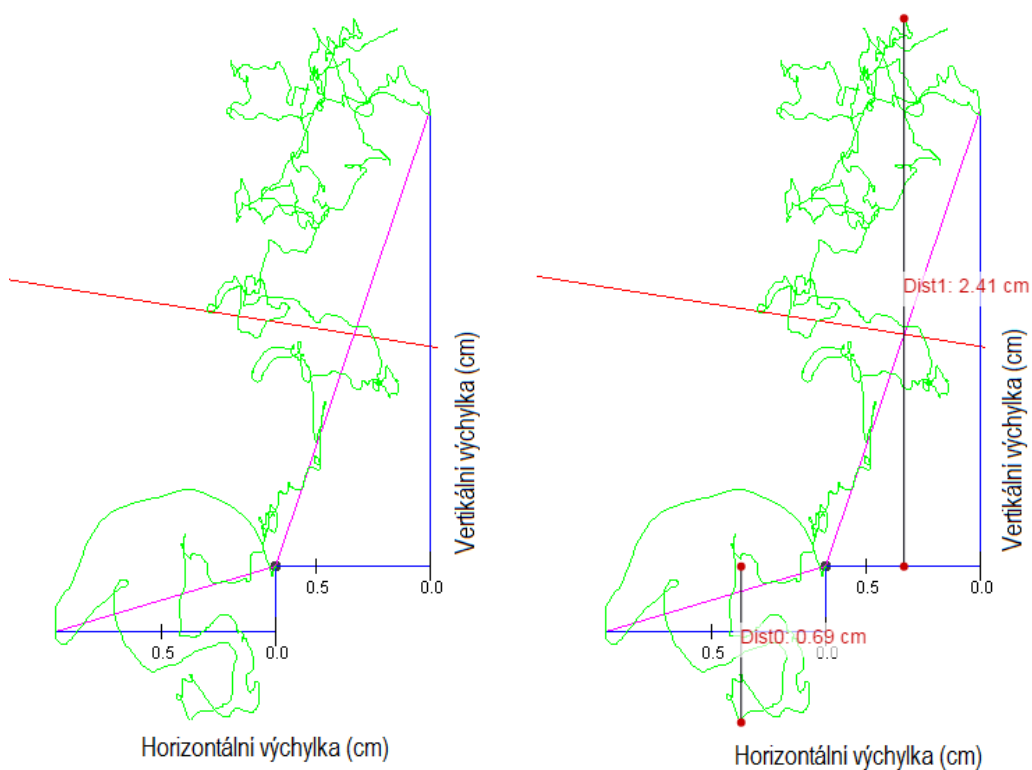 Vertikální výchylka (cm)
0.5
0.0
0.5
0.0
Horizontální výchylka (cm)
Dist1: 2.41 cm
Vertikální výchylka (cm)
0.5
0.0
Dist0: 0.69 cm
0.5
0.0
Horizontální výchylka (cm)